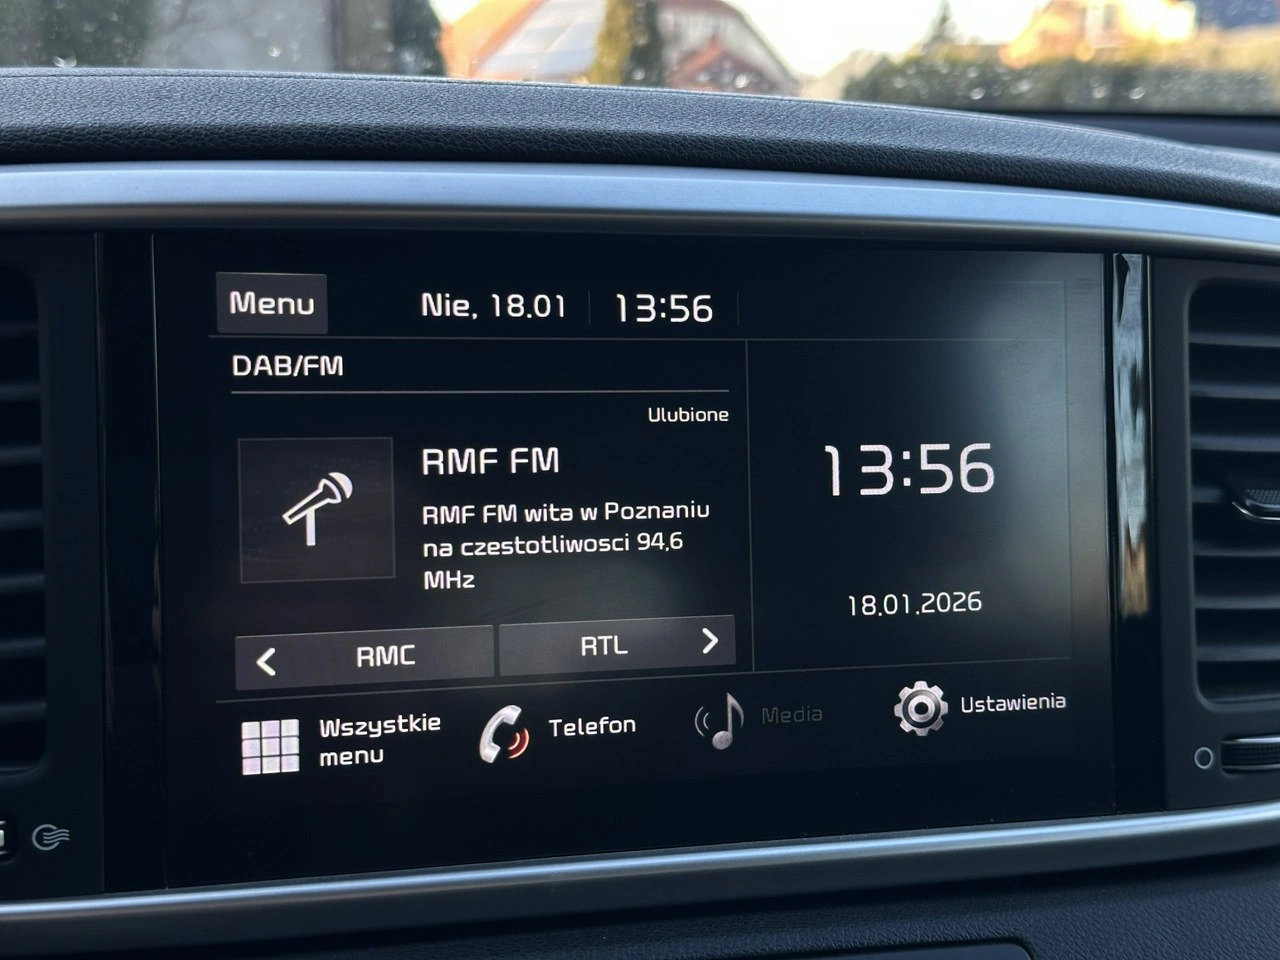 Menu
Nie, 18.01
13:56
DAB/FM
Ulubione
RMF FM
RMF FM wita w Poznaniu
na czestotliwosci 94,6
MHz
RMC
RTL
13:56
18.01.2026
Wszystkie
menu
Telefon
Media
Ustawienia